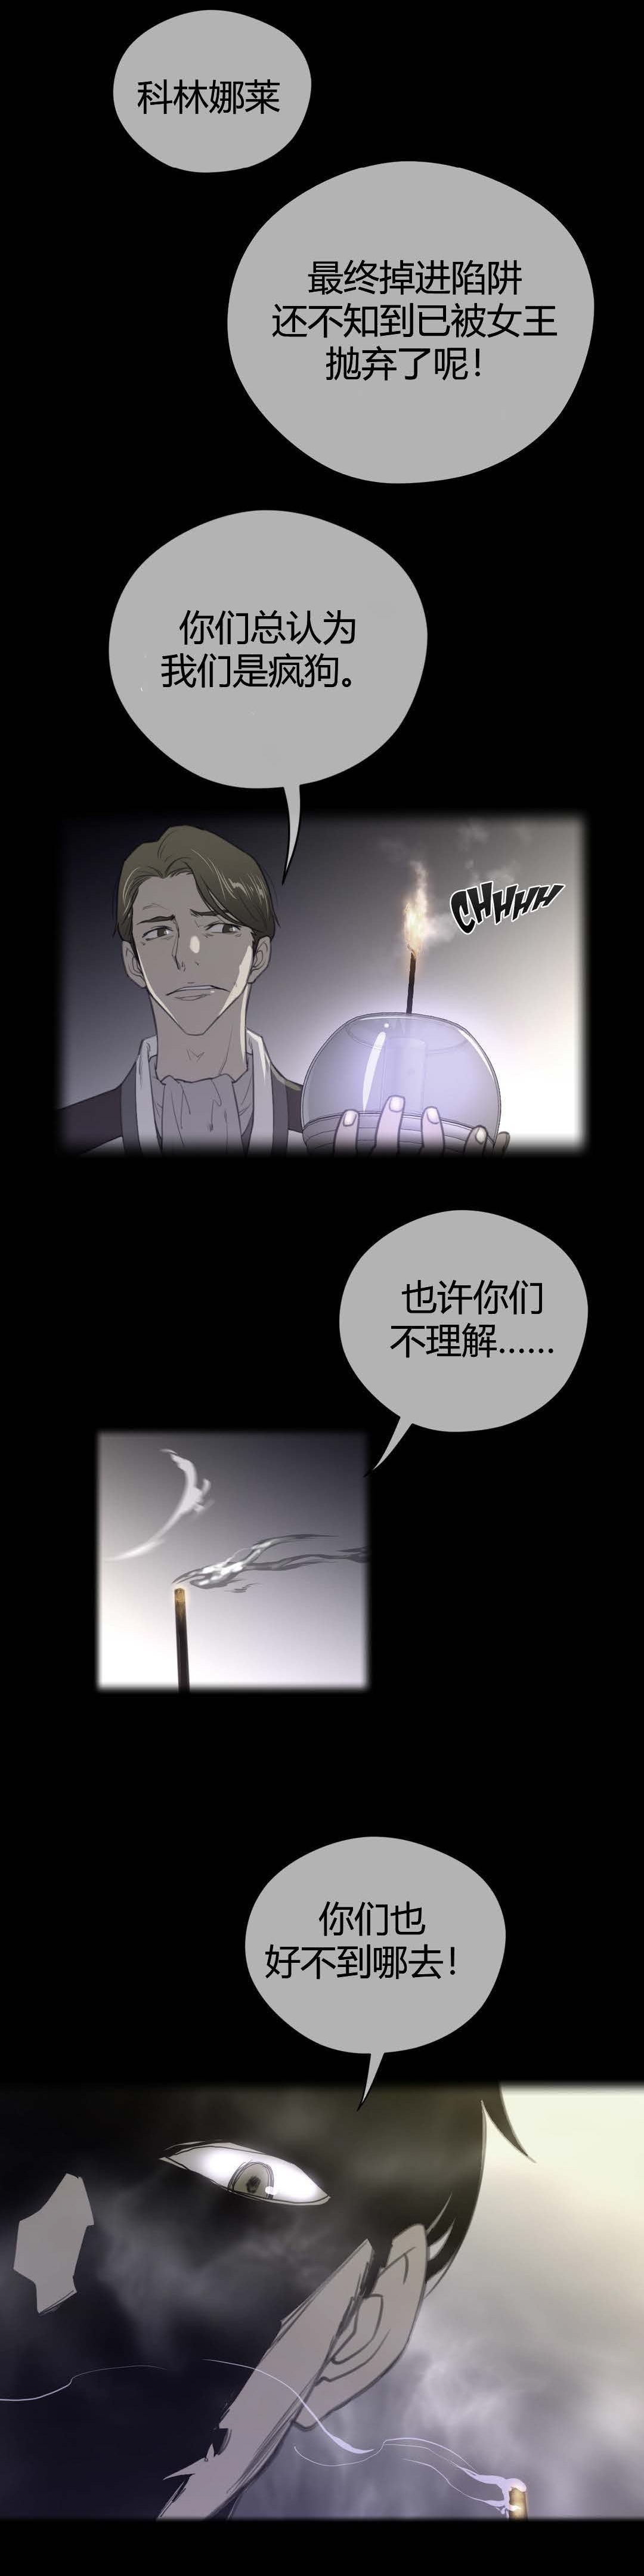 科林娜莱
最终掉进陷阱
还不知到已被女王
抛弃了呢！
你们总认为
我们是疯狗。
CHHHH
也许你们
不理解……
你们也
好不到哪去！